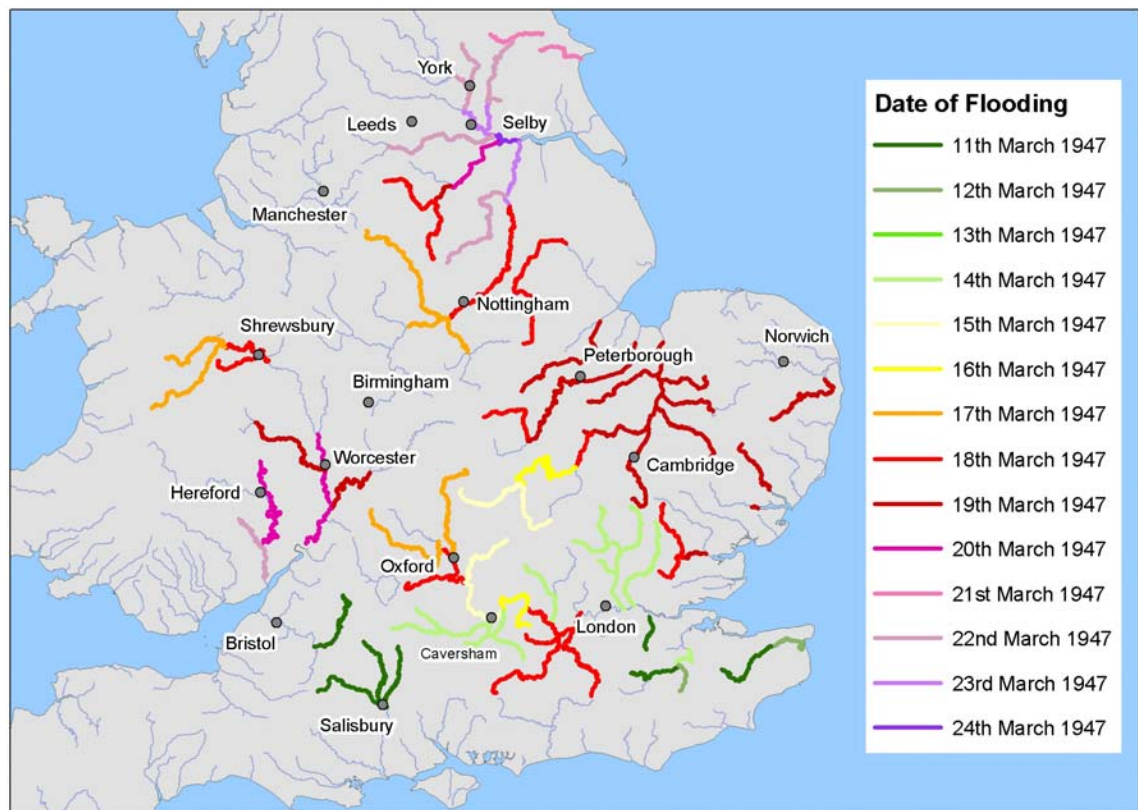 York
Leeds
Selby
Manchester
Nottingham
Shrewsbury
Norwich
Peterborough
Birmingham
Worcester
Cambridge
Hereford
Oxford
London
Bristol
Caversham
Salisbury
Date of Flooding
11th March 1947
12th March 1947
13th March 1947
14th March 1947
15th March 1947
16th March 1947
17th March 1947
18th March 1947
19th March 1947
20th March 1947
21st March 1947
22nd March 1947
23rd March 1947
24th March 1947